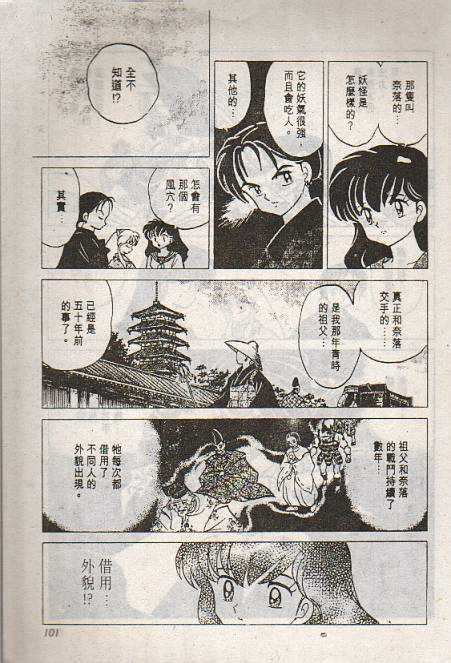 那隻叫
奈落的…
妖怪是
怎麼樣的?
它的妖氣很強，
而且會吃人。
其他的…
全不
知道!?
怎會有
那個
風穴?
其實…
真正和奈落
交手的……
是我那年青時
的祖父…
已經是
五十年前
的事了。
祖父和奈落
的戰鬥持續了
數年…
牠每次都
借用了
不同人的
外貌出現。
借用…
外貌!?
101